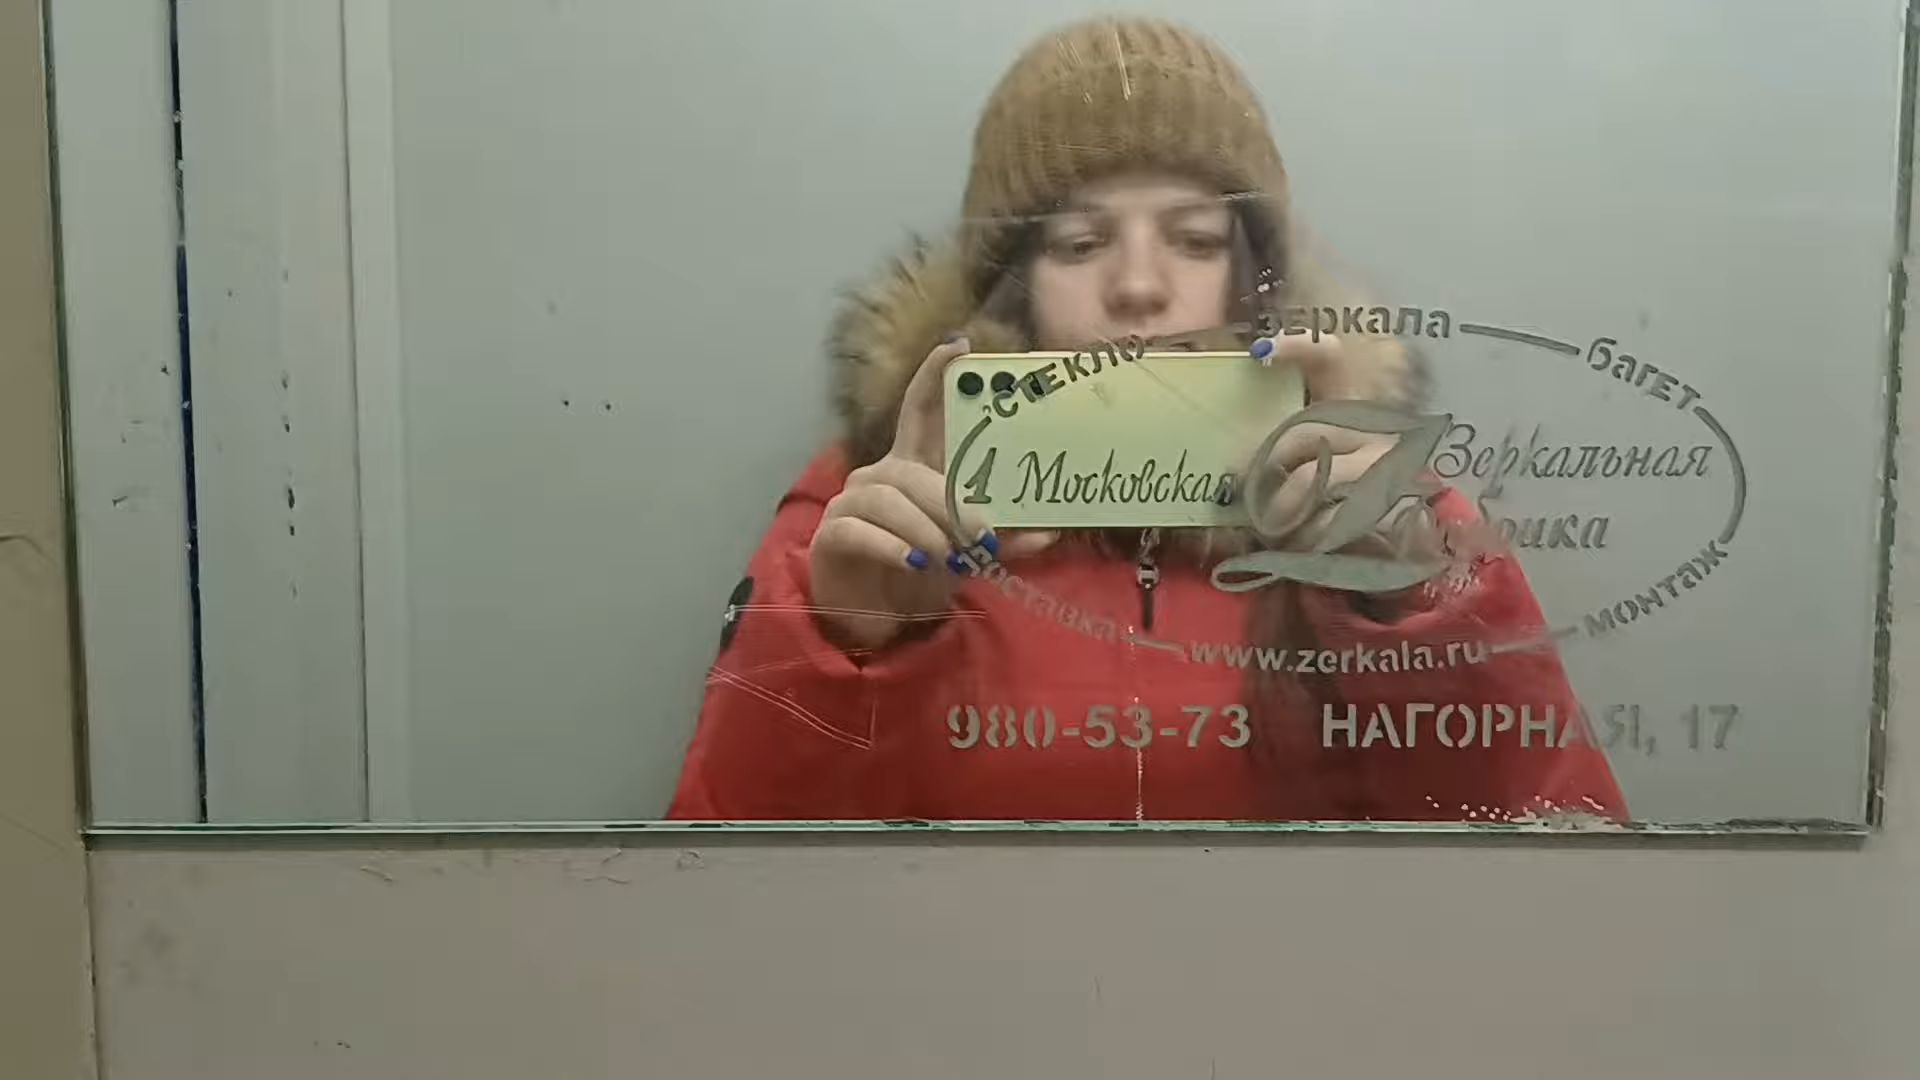 стекло зеркала багет
1 Московская Зеркальная
доставка www.zerkala.ru монтаж
980-53-73 НАГОРНАЯ, 17